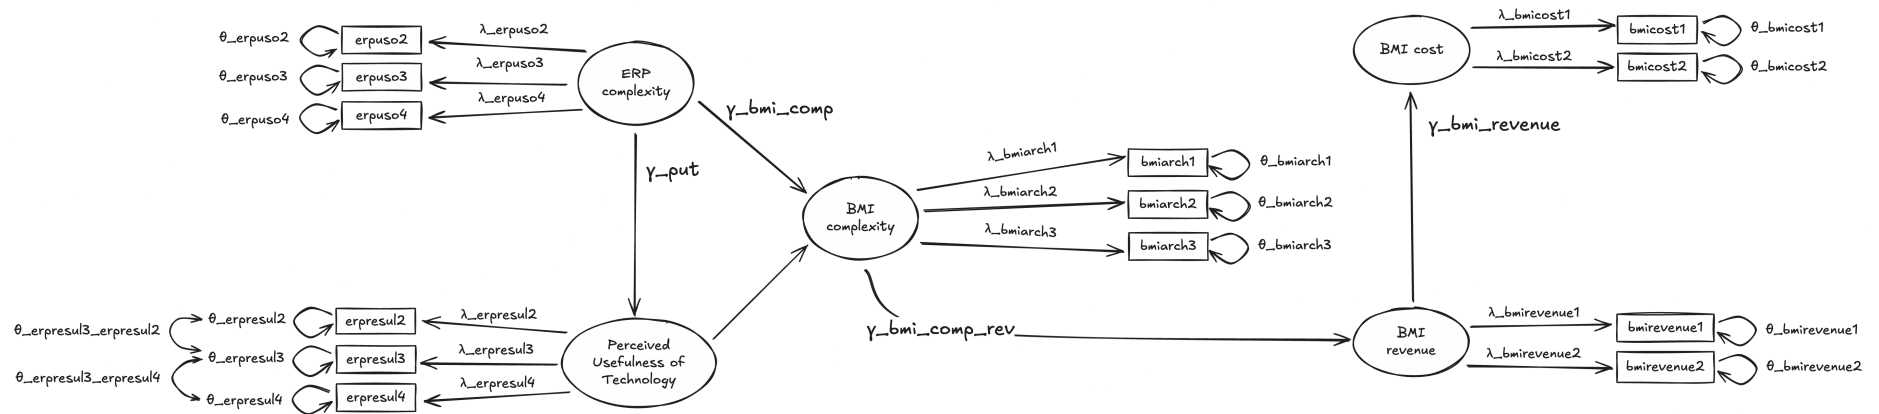 θ_erpuso2
erpuso2
λ_erpuso2
θ_erpuso3
erpuso3
λ_erpuso3
θ_erpuso4
erpuso4
λ_erpuso4
ERP
complexity
γ_bmi_comp
γ_put
BMI
complexity
λ_bmiarch1
bmiarch1
θ_bmiarch1
λ_bmiarch2
bmiarch2
θ_bmiarch2
λ_bmiarch3
bmiarch3
θ_bmiarch3
BMI cost
λ_bmicost1
bmicost1
θ_bmicost1
λ_bmicost2
bmicost2
θ_bmicost2
γ_bmi_revenue
θ_erpresul3_erpresul2
θ_erpresul3_erpresul4
θ_erpresul2
erpresul2
λ_erpresul2
θ_erpresul3
erpresul3
λ_erpresul3
θ_erpresul4
erpresul4
λ_erpresul4
Perceived
Usefulness of
Technology
γ_bmi_comp_rev
BMI
revenue
λ_bmirevenue1
bmirevenue1
θ_bmirevenue1
λ_bmirevenue2
bmirevenue2
θ_bmirevenue2